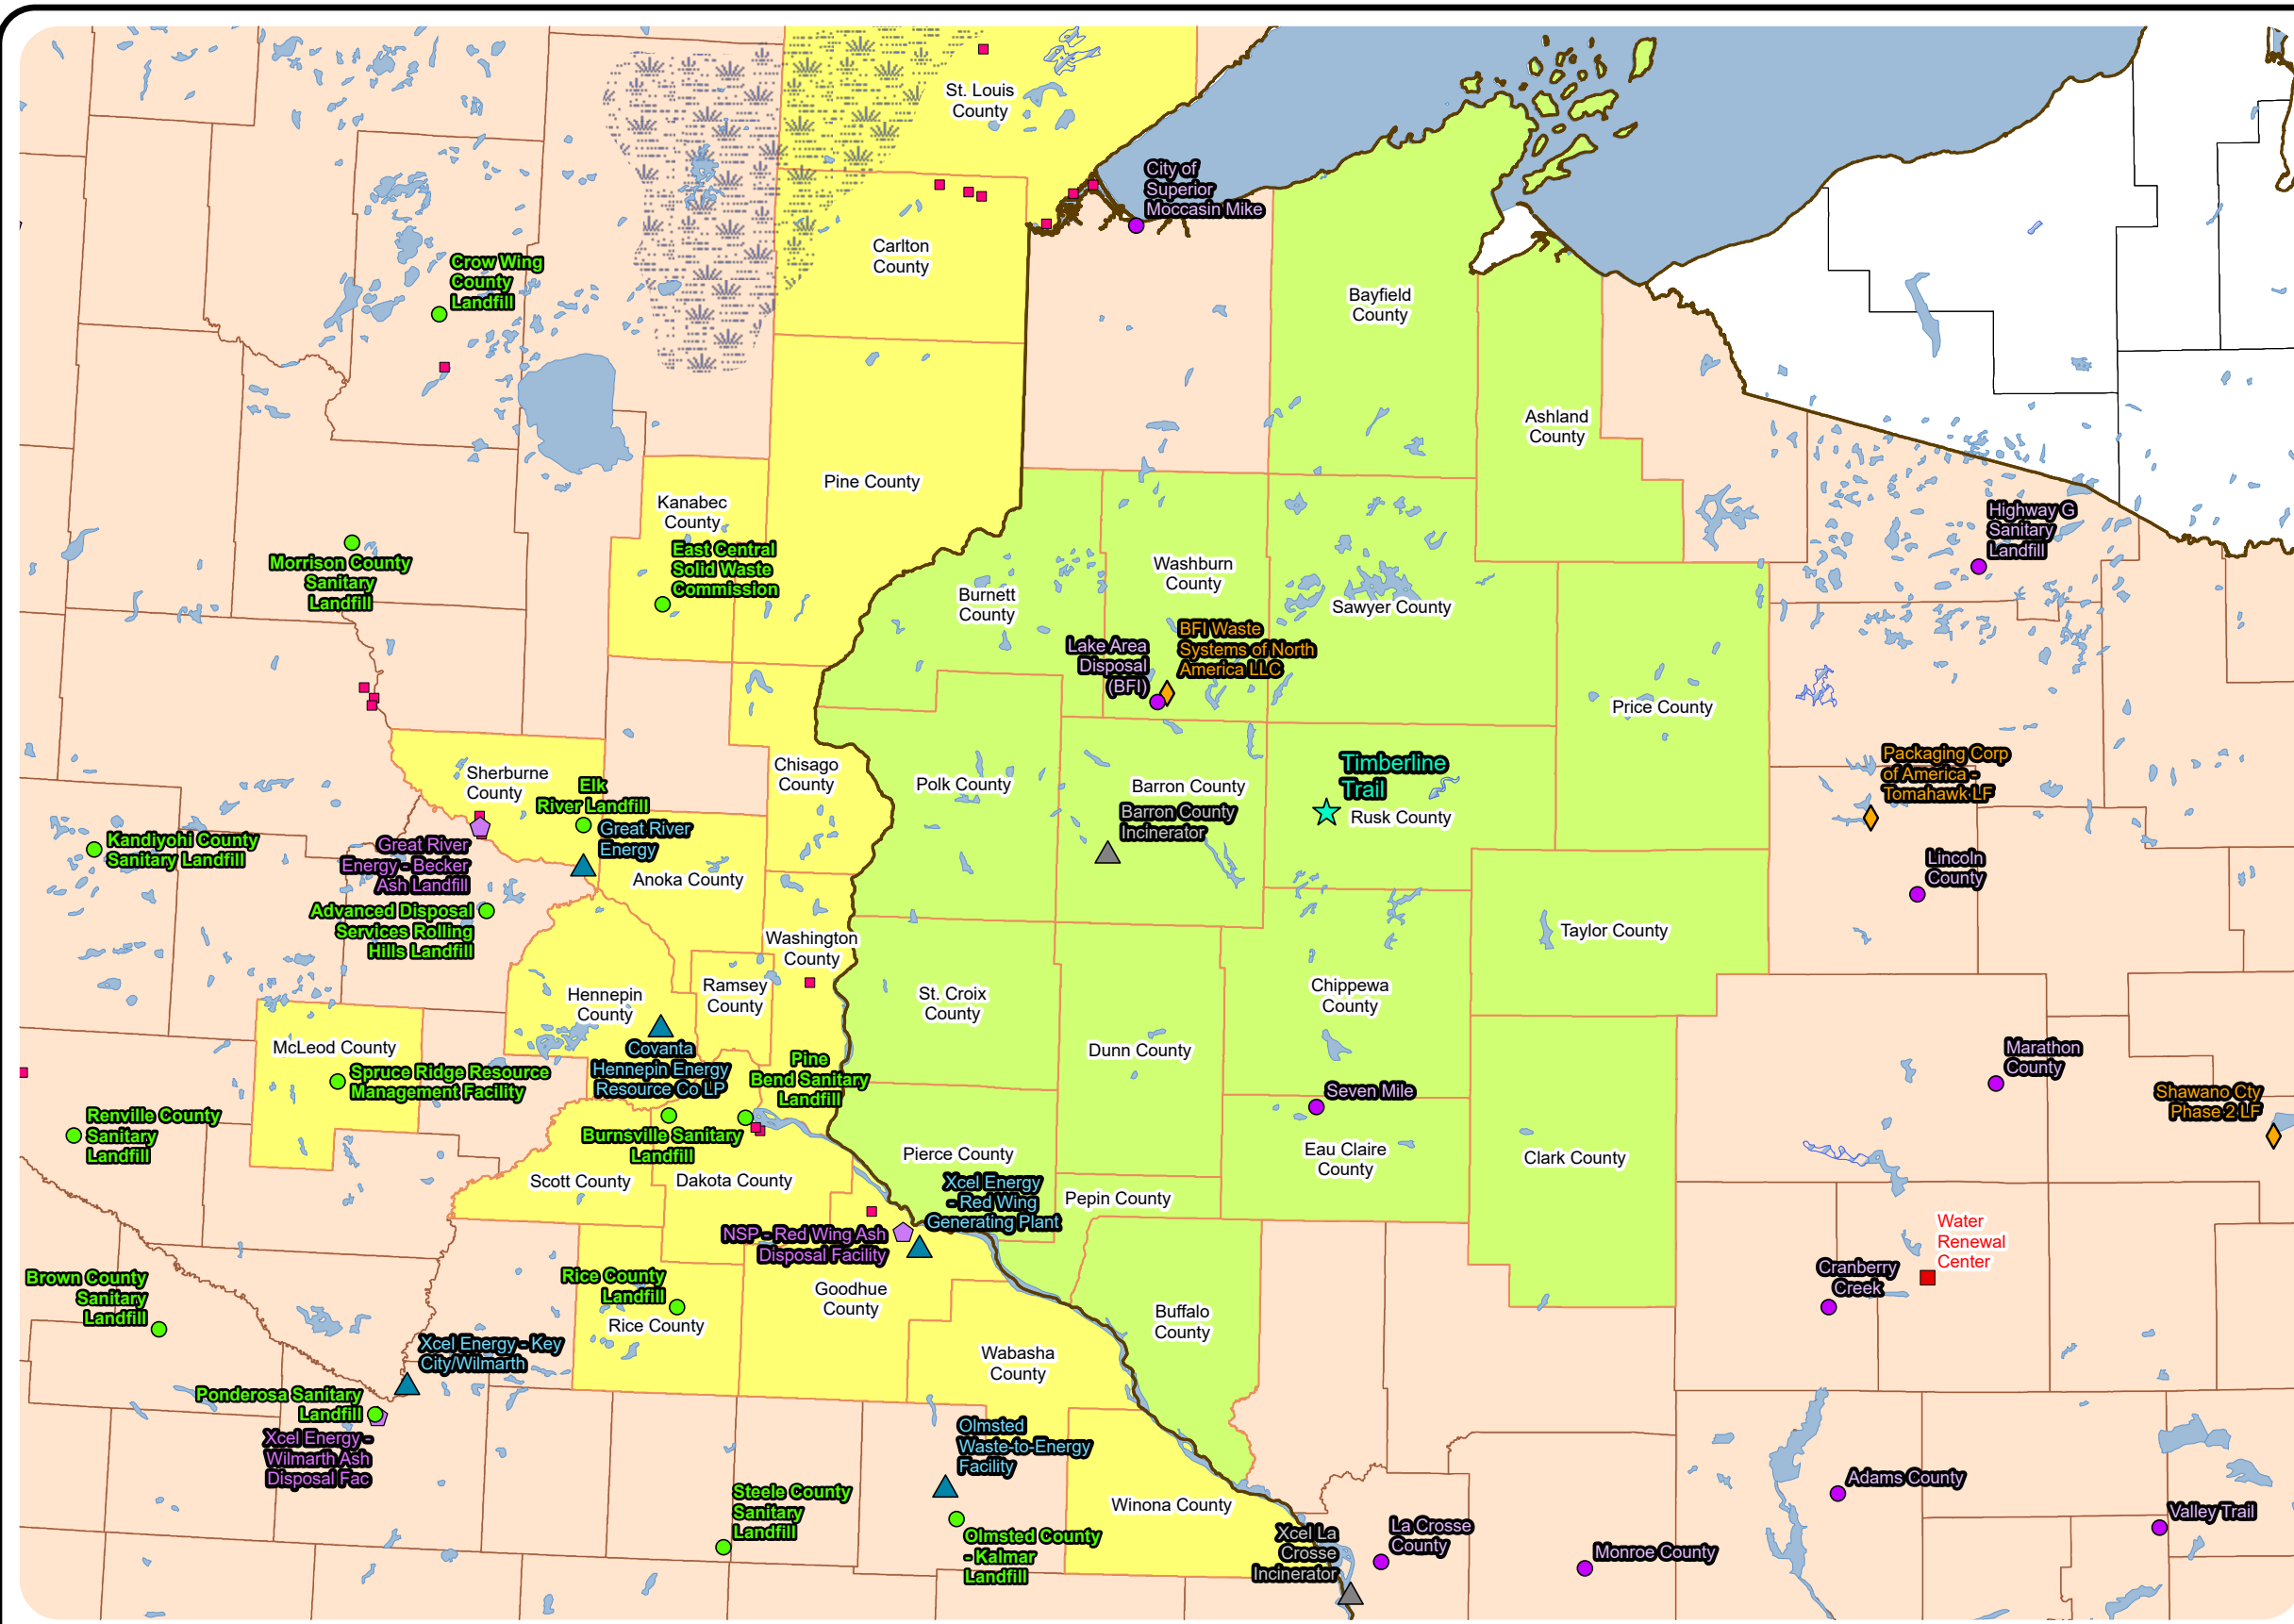 St. Louis
County
City of
Superior
Moccasin Mike
Carlton
County
Crow Wing
County
Landfill
Bayfield
County
Ashland
County
Pine County
Kanabec
County
Highway G
Sanitary
Landfill
East Central
Solid Waste
Commission
Morrison County
Sanitary
Landfill
Washburn
County
Burnett
County
Sawyer County
BFI Waste
Systems of North
America LLC
Lake Area
Disposal
(BFI)
Price County
Timberline
Trail
Rusk County
Packaging Corp
of America -
Tomahawk LF
Sherburne
County
Elk
River Landfill
Chisago
County
Polk County
Barron County
Barron County
Incinerator
Great River
Energy
Kandiyohi County
Sanitary Landfill
Great River
Energy - Becker
Ash Landfill
Anoka County
Lincoln
County
Advanced Disposal
Services Rolling
Hills Landfill
Washington
County
Taylor County
Hennepin
County
Ramsey
County
St. Croix
County
Chippewa
County
McLeod County
Covanta
Hennepin Energy
Resource Co LP
Pine
Bend Sanitary
Landfill
Dunn County
Marathon
County
Spruce Ridge Resource
Management Facility
Seven Mile
Shawano Cty
Phase 2 LF
Renville County
Sanitary
Landfill
Burnsville Sanitary
Landfill
Pierce County
Eau Claire
County
Clark County
Scott County
Dakota County
Xcel Energy
- Red Wing
Generating Plant
Pepin County
NSP - Red Wing Ash
Disposal Facility
Water
Renewal
Center
Cranberry
Creek
Brown County
Sanitary
Landfill
Rice County
Landfill
Rice County
Goodhue
County
Buffalo
County
Xcel Energy - Key
City/Wilmarth
Wabasha
County
Ponderosa Sanitary
Landfill
Xcel Energy -
Wilmarth Ash
Disposal Fac
Olmsted
Waste-to-Energy
Facility
Adams County
Steele County
Sanitary
Landfill
Winona County
Valley Trail
Olmsted County
- Kalmar
Landfill
Xcel La
Crosse
Incinerator
La Crosse
County
Monroe County